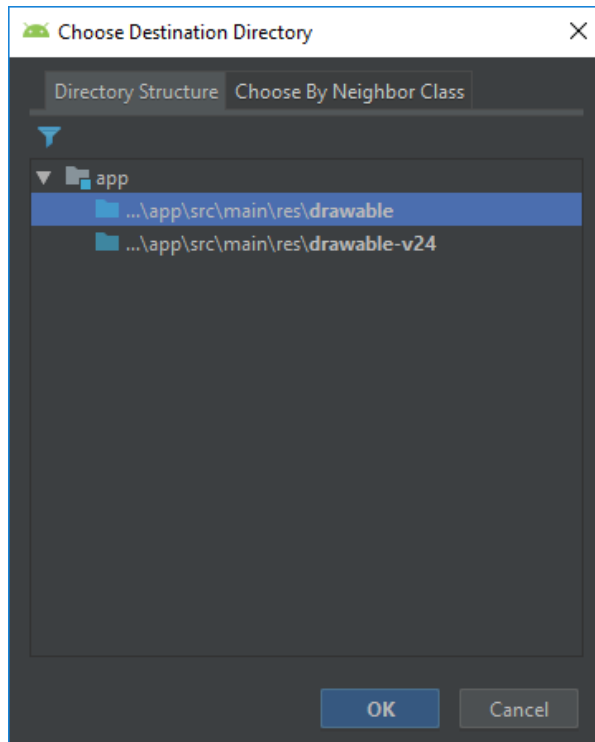 Choose Destination Directory
Directory Structure Choose By Neighbor Class
app
...\app\src\main\res\drawable
...\app\src\main\res\drawable-v24
OK Cancel